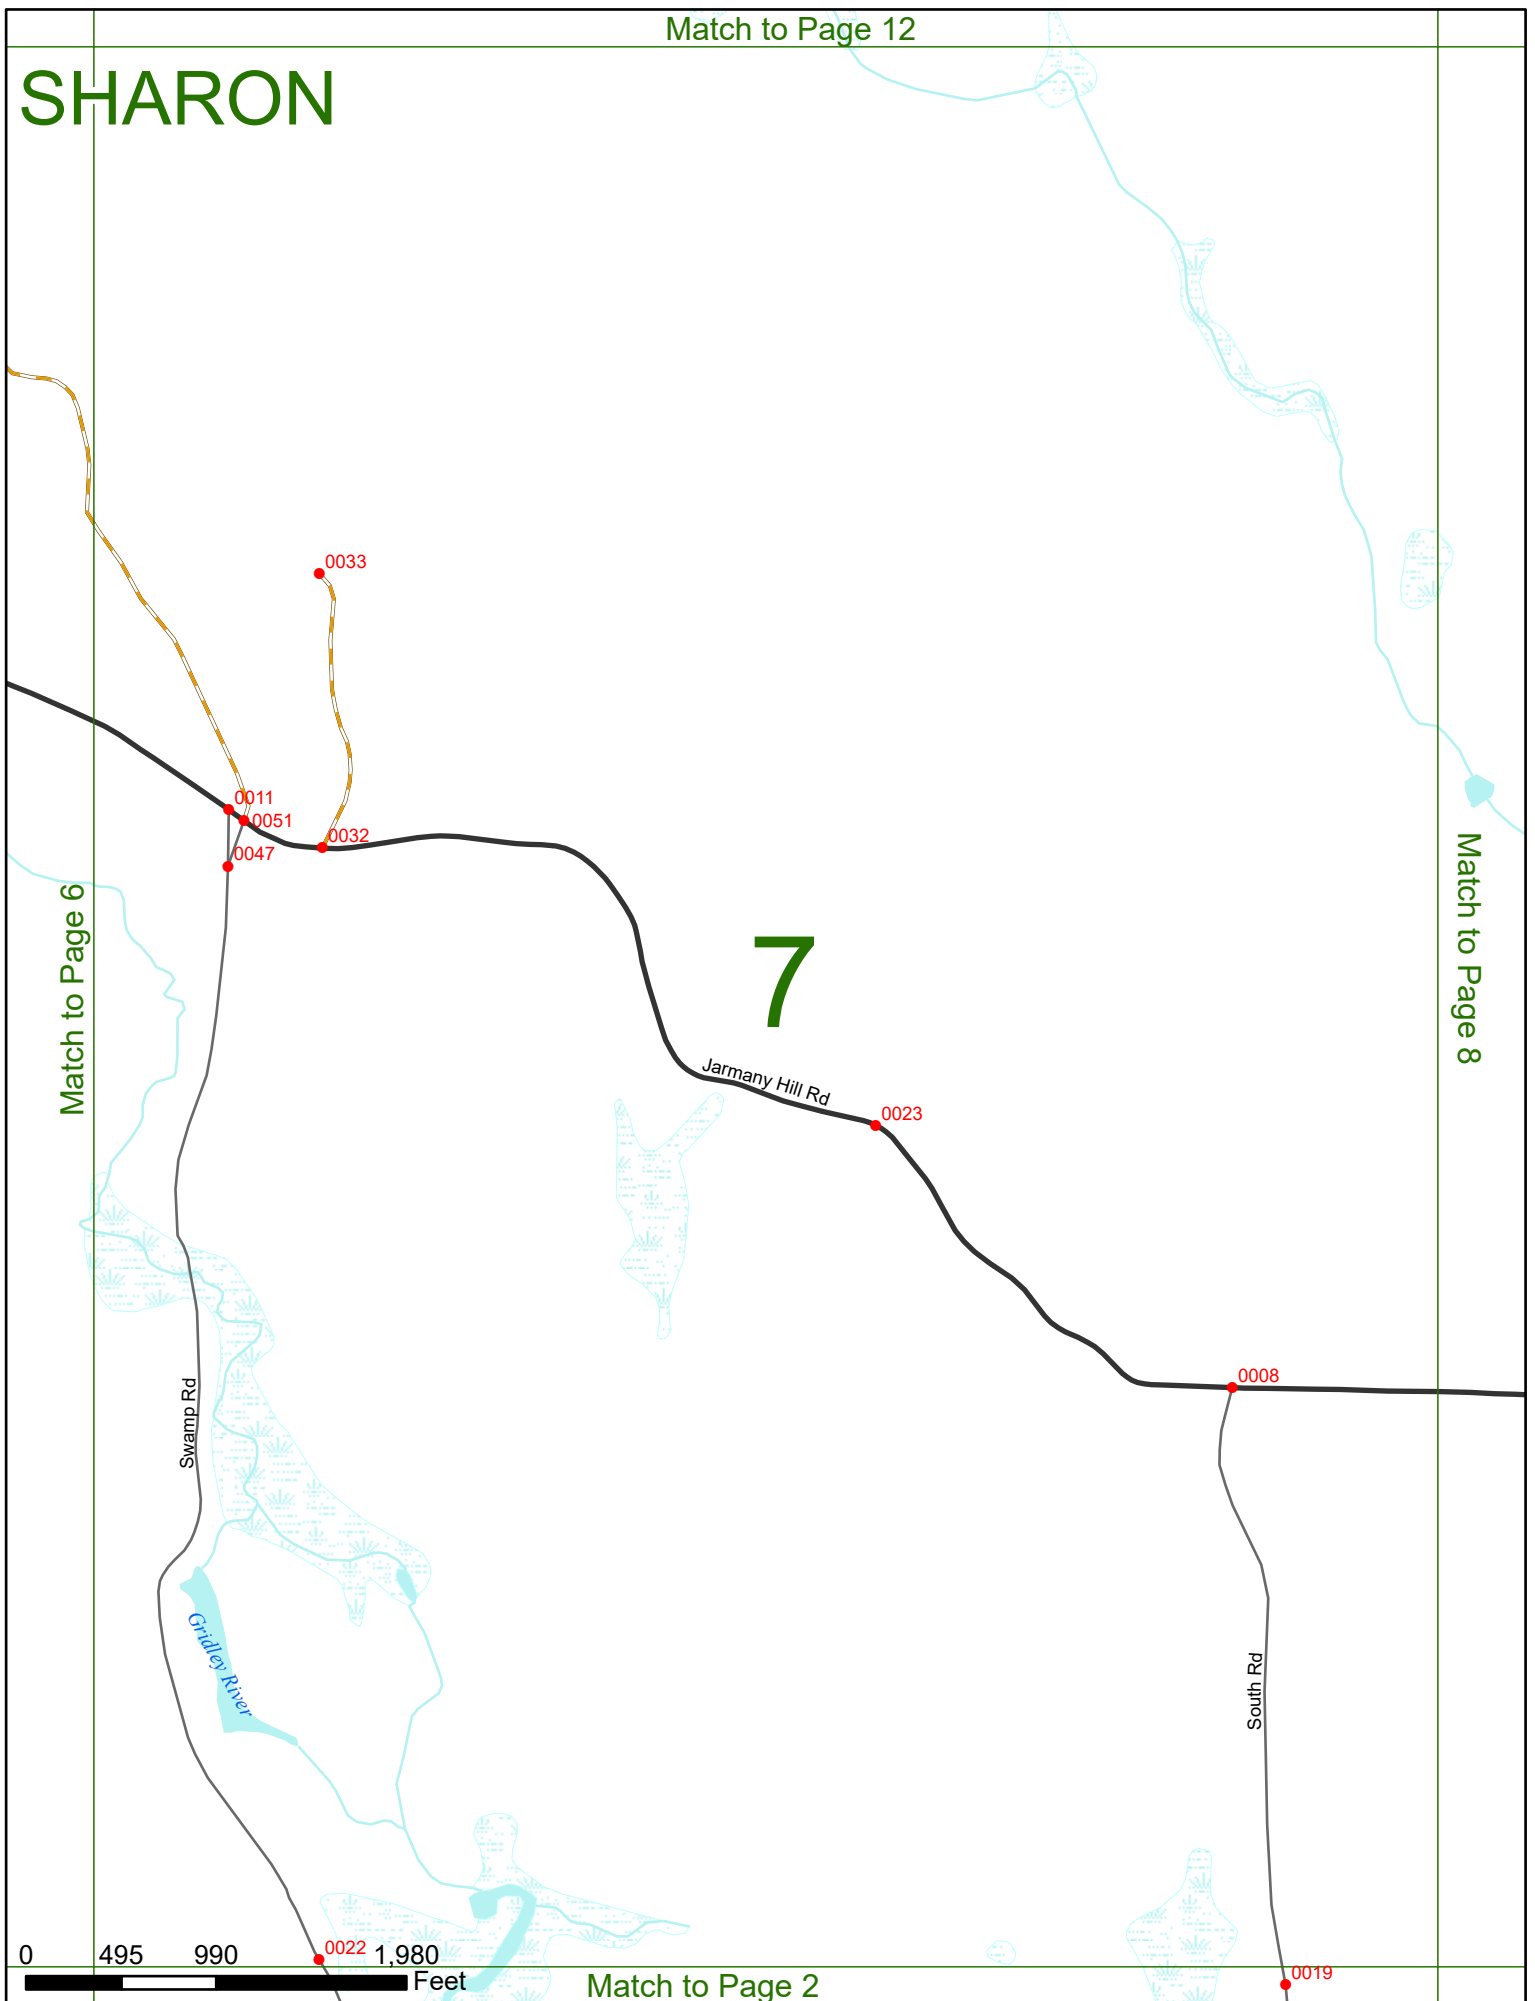 Match to Page 12
SHARON
0033
0011
0051
0032
0047
Match to Page 6
Match to Page 8
7
Jarmany Hill Rd
0023
0008
Swamp Rd
Gridley River
South Rd
0022
0019
0 495 990 1,980
Feet
Match to Page 2